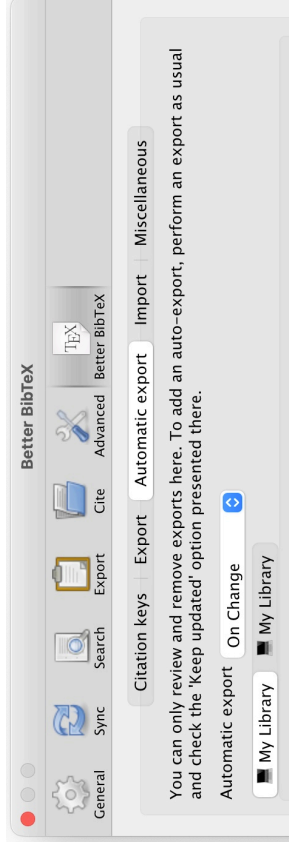 Better BibTeX
General Sync Search Export Cite Advanced Better BibTeX
Citation keys Export Automatic export Import Miscellaneous
You can only review and remove exports here. To add an auto-export, perform an export as usual
and check the 'Keep updated' option presented there.
Automatic export On Change
My Library My Library